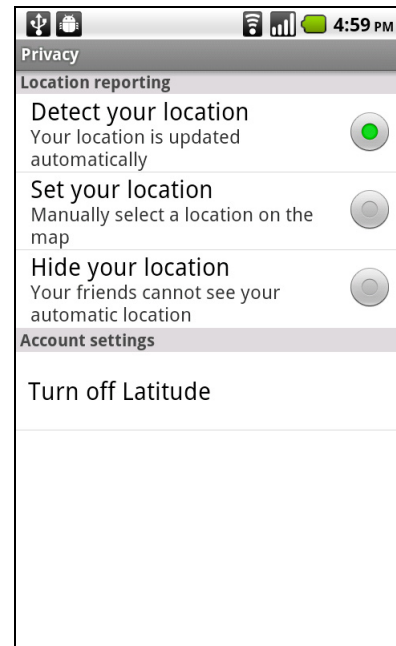 4:59 PM
Privacy
Location reporting
Detect your location
Your location is updated
automatically
Set your location
Manually select a location on the
map
Hide your location
Your friends cannot see your
automatic location
Account settings
Turn off Latitude